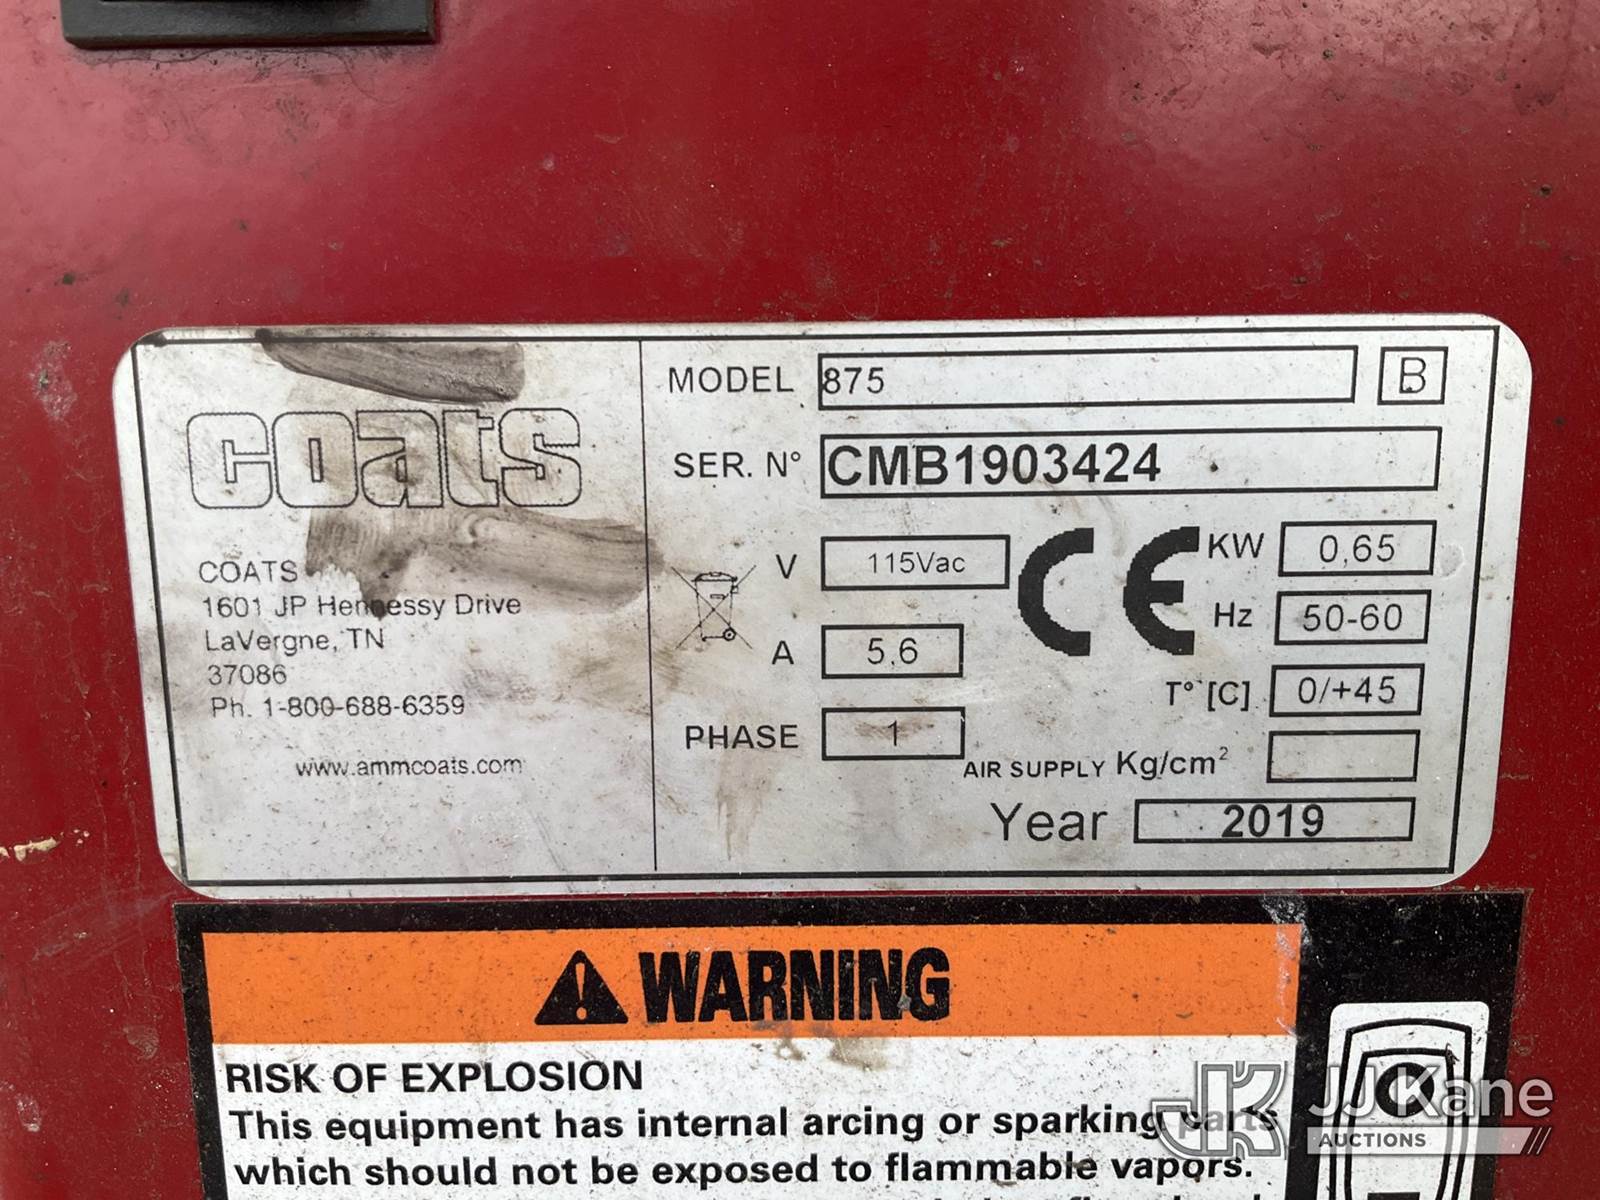 coats
COATS
1601 JP Hennessy Drive
LaVergne, TN
37086
Ph. 1-800-688-6359
www.ammcoats.com
MODEL 875 B
SER. N° CMB1903424
V 115Vac CE KW 0,65
Hz 50-60
A 5,6
T° [C] 0/+45
PHASE 1
AIR SUPPLY Kg/cm²
Year 2019
WARNING
RISK OF EXPLOSION
This equipment has internal arcing or sparking parts
which should not be exposed to flammable vapors.
JK JJ Kane
AUCTIONS